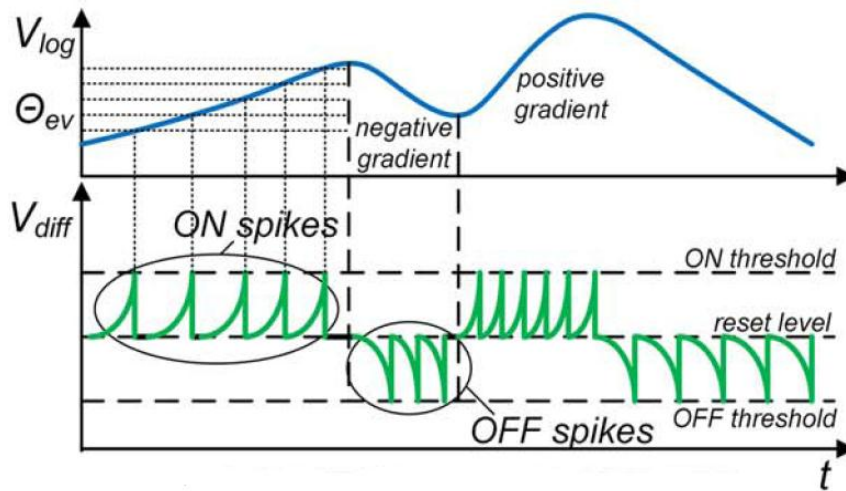 V_log
Θ_ev
negative
gradient
positive
gradient
V_diff
ON spikes
ON threshold
reset level
OFF threshold
OFF spikes
t